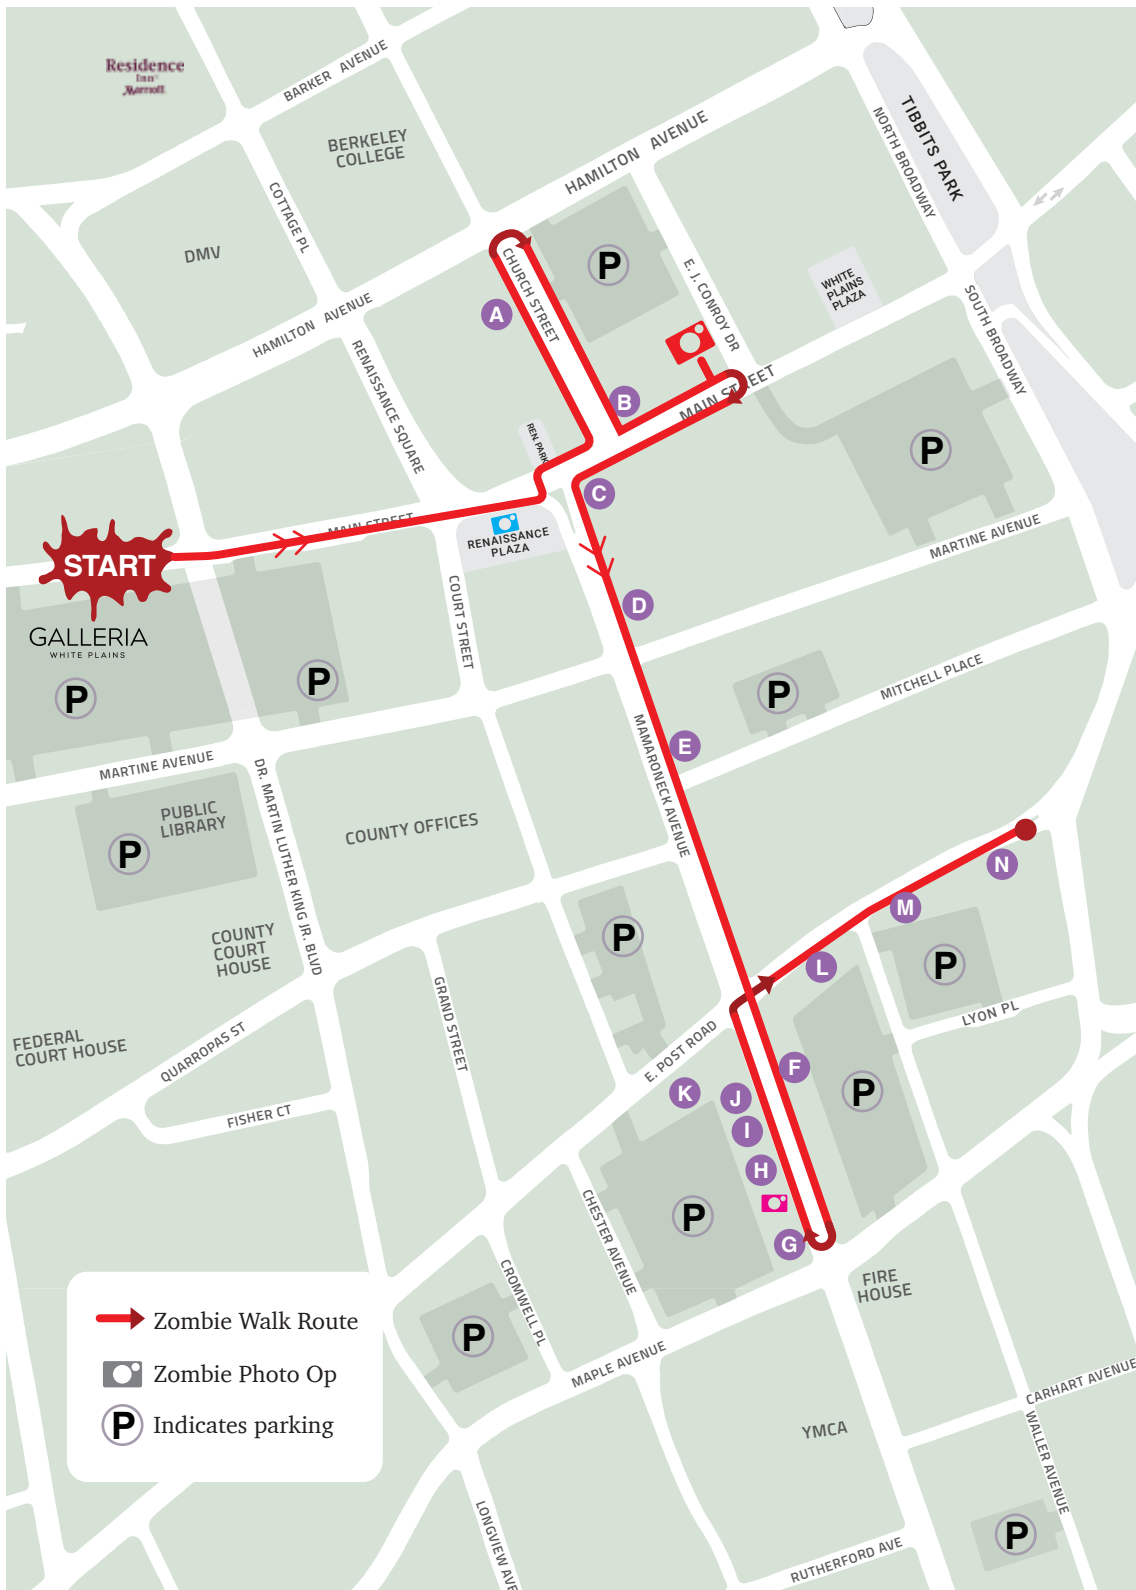 Residence
Inn®
Marriott
BARKER AVENUE
BERKELEY
COLLEGE
HAMILTON AVENUE
TIBBITS PARK
NORTH BROADWAY
COTTAGE PL
DMV
CHURCH STREET
P
E. J. CONROY DR
WHITE
PLAINS
PLAZA
SOUTH BROADWAY
A
HAMILTON AVENUE
RENAISSANCE SQUARE
B
MAIN STREET
REN. PARK
P
C
MAIN STREET
RENAISSANCE
PLAZA
MARTINE AVENUE
START
GALLERIA
WHITE PLAINS
COURT STREET
D
P
P
P
MITCHELL PLACE
E
MAMARONECK AVENUE
MARTINE AVENUE
PUBLIC
LIBRARY
P
DR. MARTIN LUTHER KING JR. BLVD
COUNTY OFFICES
N
M
COUNTY
COURT
HOUSE
P
L
P
GRAND STREET
LYON PL
FEDERAL
COURT HOUSE
QUARROPAS ST
E. POST ROAD
F
K
J
P
FISHER CT
I
H
CHESTER AVENUE
P
G
CROMWELL PL
FIRE
HOUSE
P
MAPLE AVENUE
CARHART AVENUE
WALLER AVENUE
YMCA
LONGVIEW AVE
P
RUTHERFORD AVE
Zombie Walk Route
Zombie Photo Op
P Indicates parking